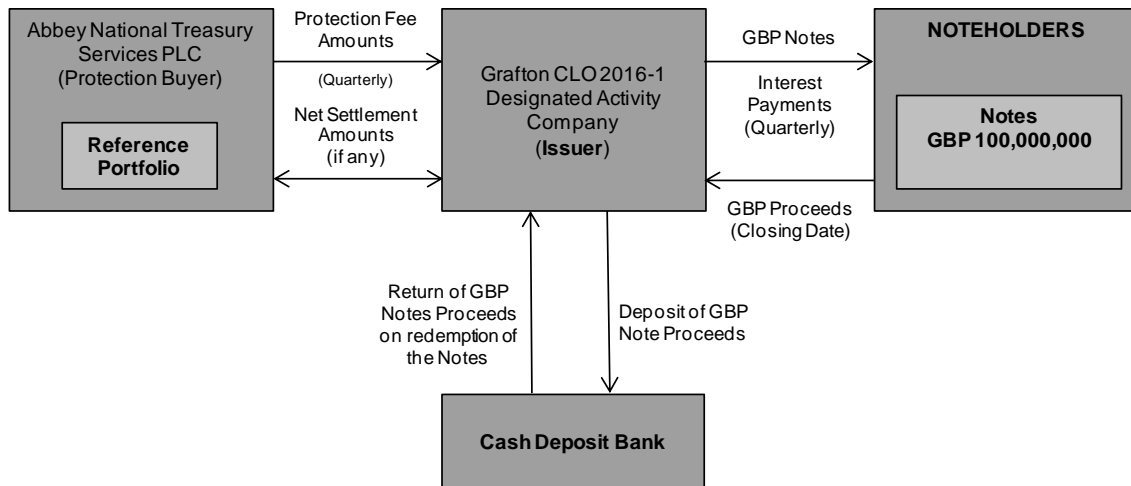 Abbey National Treasury
Services PLC
(Protection Buyer)
Reference
Portfolio
Protection Fee
Amounts
(Quarterly)
Net Settlement
Amounts
(if any)
Grafton CLO 2016-1
Designated Activity
Company
(Issuer)
GBP Notes
Interest
Payments
(Quarterly)
GBP Proceeds
(Closing Date)
NOTEHOLDERS
Notes
GBP 100,000,000
Return of GBP
Notes Proceeds
on redemption of
the Notes
Deposit of GBP
Note Proceeds
Cash Deposit Bank